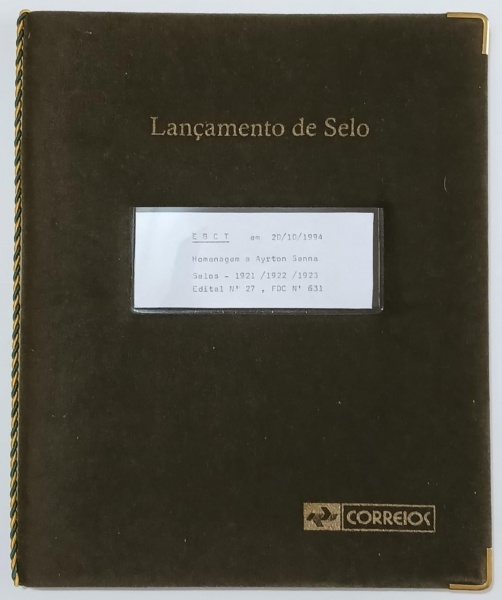 Lançamento de Selo
E B C T em 20/10/1994
Homenagem a Ayrton Senna
Selos - 1921 /1922 /1923
Edital Nº 27 , FDC Nº 631
CORREIOS